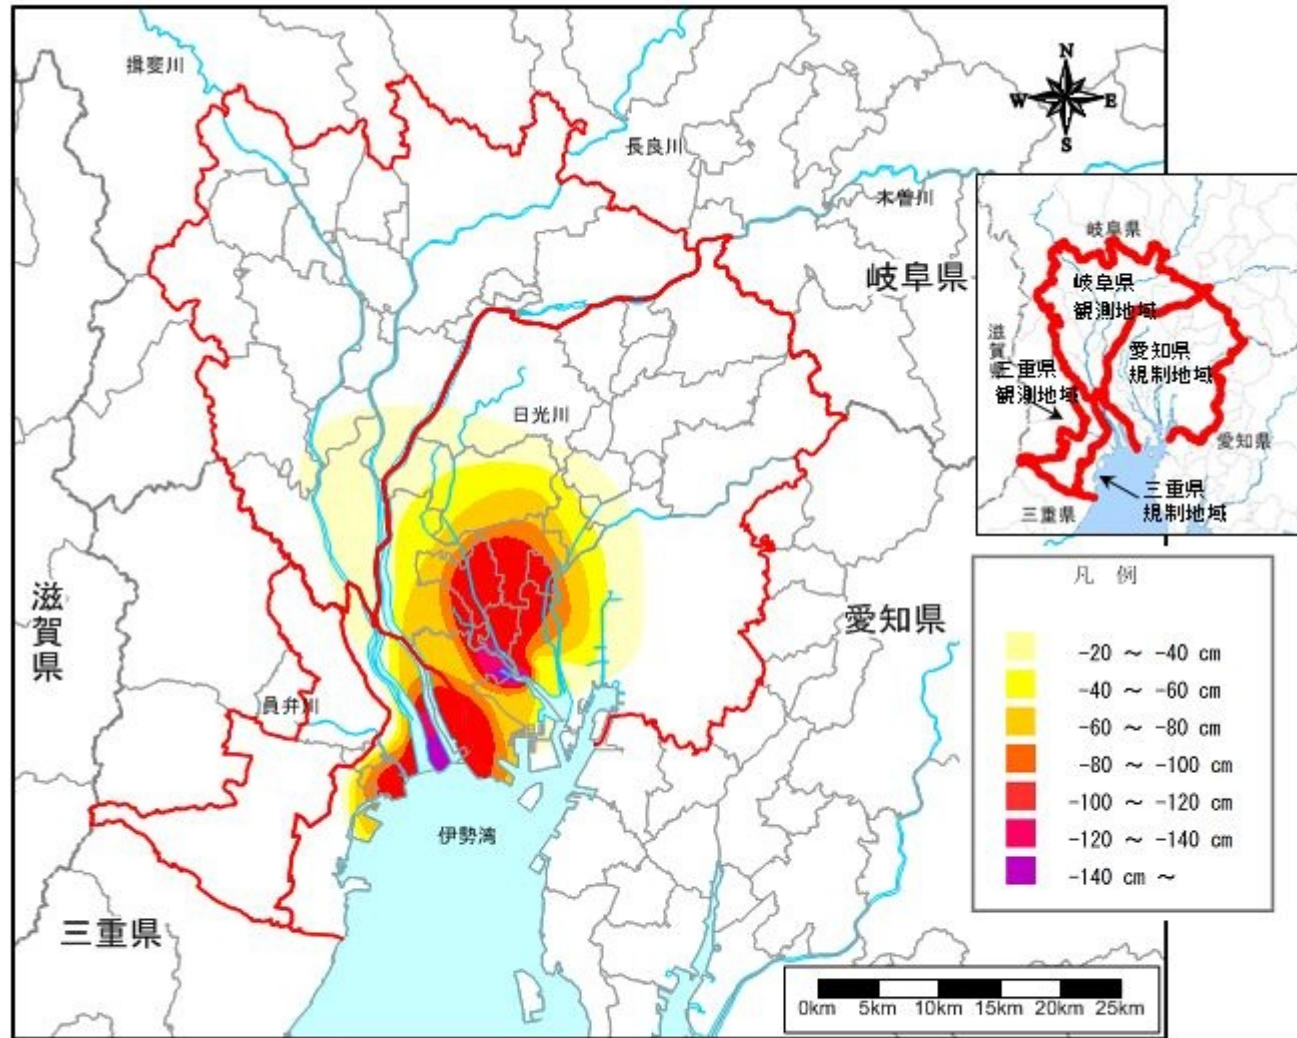 揖斐川
長良川
木曽川
岐阜県
日光川
愛知県
滋賀県
員弁川
伊勢湾
三重県
N
W
E
S
岐阜県
岐阜県
観測地域
滋賀県
愛知県
規制地域
三重県
観測地域
愛知県
三重県
規制地域
三重県
凡 例
-20 ～ -40 cm
-40 ～ -60 cm
-60 ～ -80 cm
-80 ～ -100 cm
-100 ～ -120 cm
-120 ～ -140 cm
-140 cm ～
0km 5km 10km 15km 20km 25km